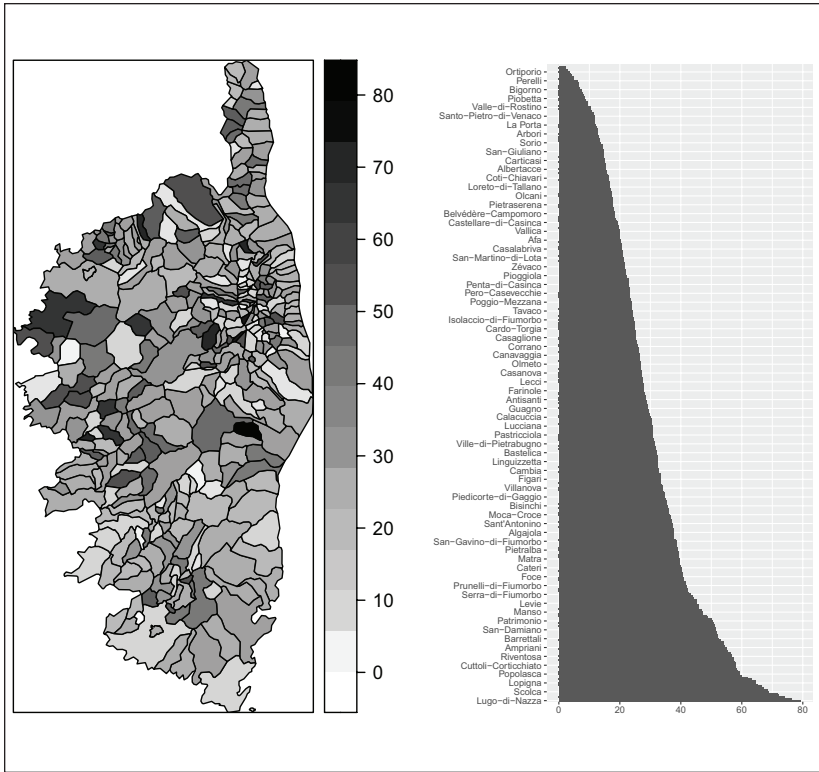 80
70
60
50
40
30
20
10
0
Ortiporio
Perelli
Bigorno
Piobetta
Valle-di-Rostino
Santo-Pietro-di-Venaco
La Porta
Arbori
Sorio
San-Giuliano
Carticasi
Albertacce
Coti-Chiavari
Loreto-di-Tallano
Olcani
Pietraserena
Belvédère-Campomoro
Castellare-di-Casinca
Vallica
Afa
Casalabriva
San-Martino-di-Lota
Zévaco
Pioggiola
Penta-di-Casinca
Pero-Casevecchie
Poggio-Mezzana
Tavaco
Isolaccio-di-Fiumorbo
Cardo-Torgia
Casaglione
Corrano
Canavaggia
Olmeto
Casanova
Lecci
Farinole
Antisanti
Guagno
Calacuccia
Lucciana
Pastricciola
Ville-di-Pietrabugno
Bastelica
Linguizzetta
Cambia
Figari
Villanova
Piedicorte-di-Gaggio
Bisinchi
Moca-Croce
Sant'Antonino
Algajola
San-Gavino-di-Fiumorbo
Pietralba
Matra
Cateri
Foce
Prunelli-di-Fiumorbo
Serra-di-Fiumorbo
Levie
Manso
Patrimonio
San-Damiano
Barrettali
Ampriani
Riventosa
Cuttoli-Corticchiato
Popolasca
Lopigna
Scolca
Lugo-di-Nazza
0 20 40 60 80